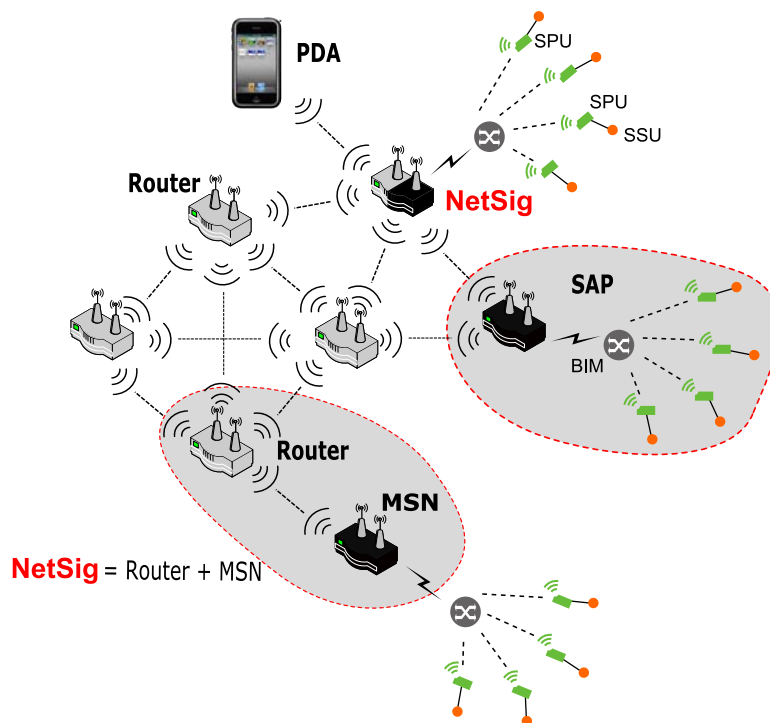 SPU
PDA
SPU
SSU
Router
NetSig
SAP
BIM
Router
MSN
NetSig = Router + MSN